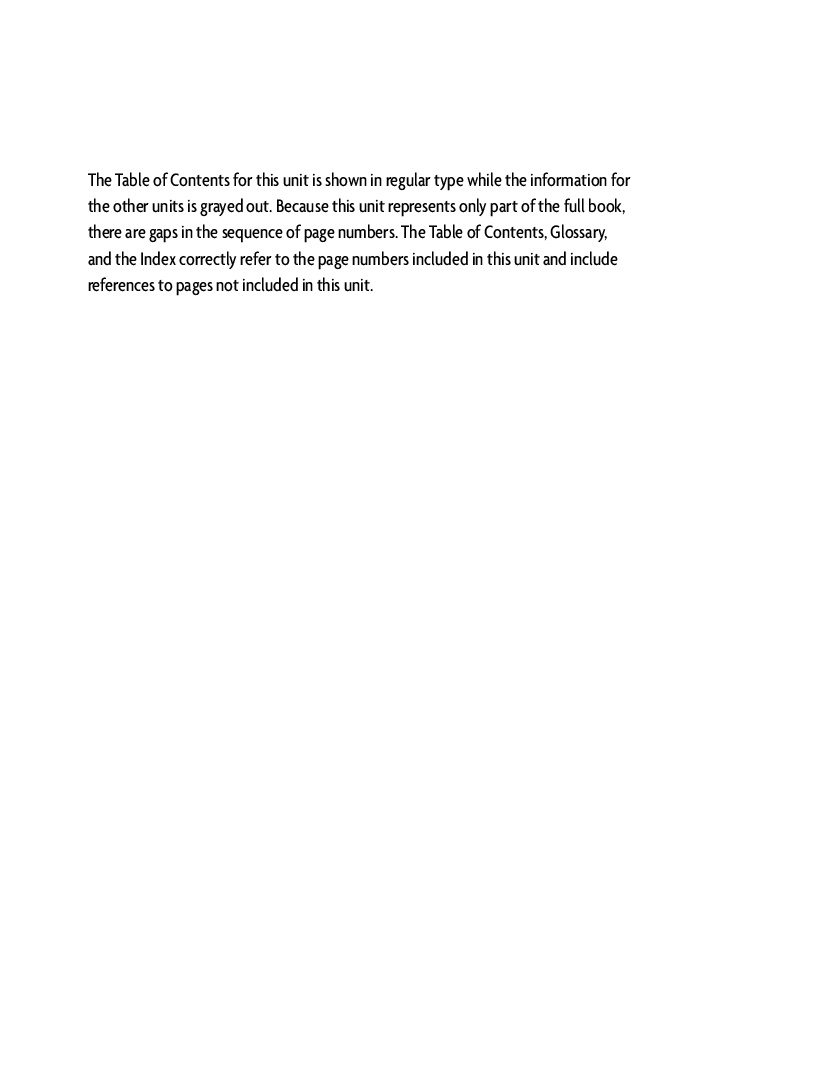 The Table of Contents for this unit is shown in regular type while the information for
the other units is grayed out. Because this unit represents only part of the full book,
there are gaps in the sequence of page numbers. The Table of Contents, Glossary,
and the Index correctly refer to the page numbers included in this unit and include
references to pages not included in this unit.